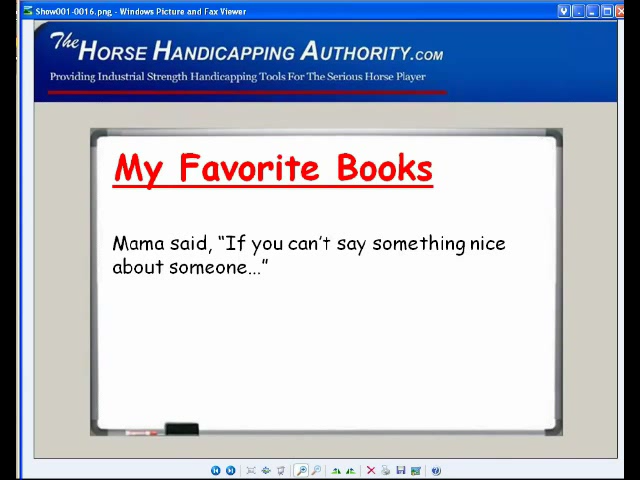 Show001-0016.png - Windows Picture and Fax Viewer
The HORSE HANDICAPPING AUTHORITY.COM
Providing Industrial Strength Handicapping Tools For The Serious Horse Player
My Favorite Books
Mama said, “If you can’t say something nice
about someone...”